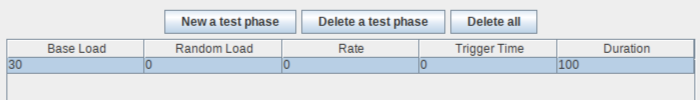 New a test phase Delete a test phase Delete all
Base Load Random Load Rate Trigger Time Duration
30 0 0 0 100